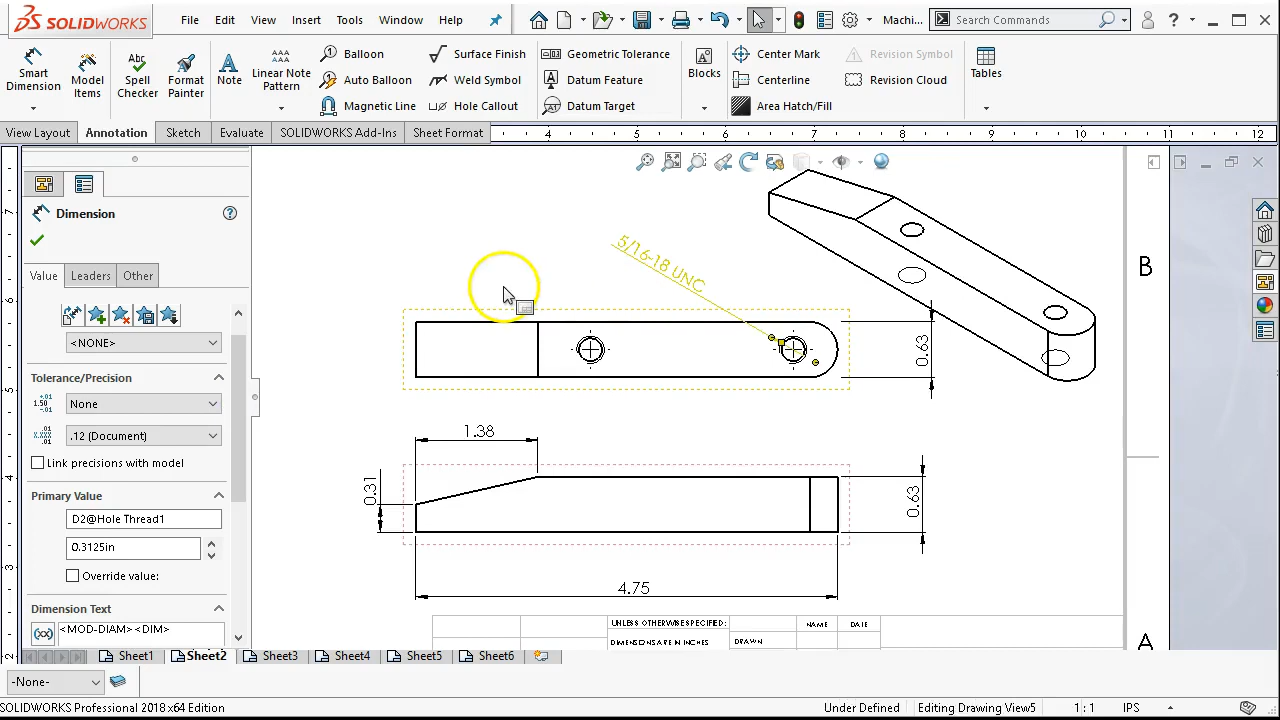 SOLIDWORKS
File Edit View Insert Tools Window Help
Machi...
Search Commands
Smart Dimension
Model Items
Spell Checker
Format Painter
Note
Linear Note Pattern
Balloon
Auto Balloon
Magnetic Line
Surface Finish
Weld Symbol
Hole Callout
Geometric Tolerance
Datum Feature
Datum Target
Blocks
Center Mark
Centerline
Area Hatch/Fill
Revision Symbol
Revision Cloud
Tables
View Layout Annotation Sketch Evaluate SOLIDWORKS Add-Ins Sheet Format
4 5 6 7 8 9 10 11 12
Dimension
Value Leaders Other
<NONE>
Tolerance/Precision
None
.12 (Document)
Link precisions with model
Primary Value
D2@Hole Thread1
0.3125in
Override value:
Dimension Text
<MOD-DIAM><DIM>
7
6
5
4
3
2
5/16-18 UNC
0.63
1.38
0.31
0.63
4.75
B
A
UNLESS OTHERWISE SPECIFIED:
NAME DATE
DIMENSIONS ARE IN INCHES
DRAWN
Sheet1 Sheet2 Sheet3 Sheet4 Sheet5 Sheet6
-None-
SOLIDWORKS Professional 2018 x64 Edition
Under Defined Editing Drawing View5 1:1 IPS